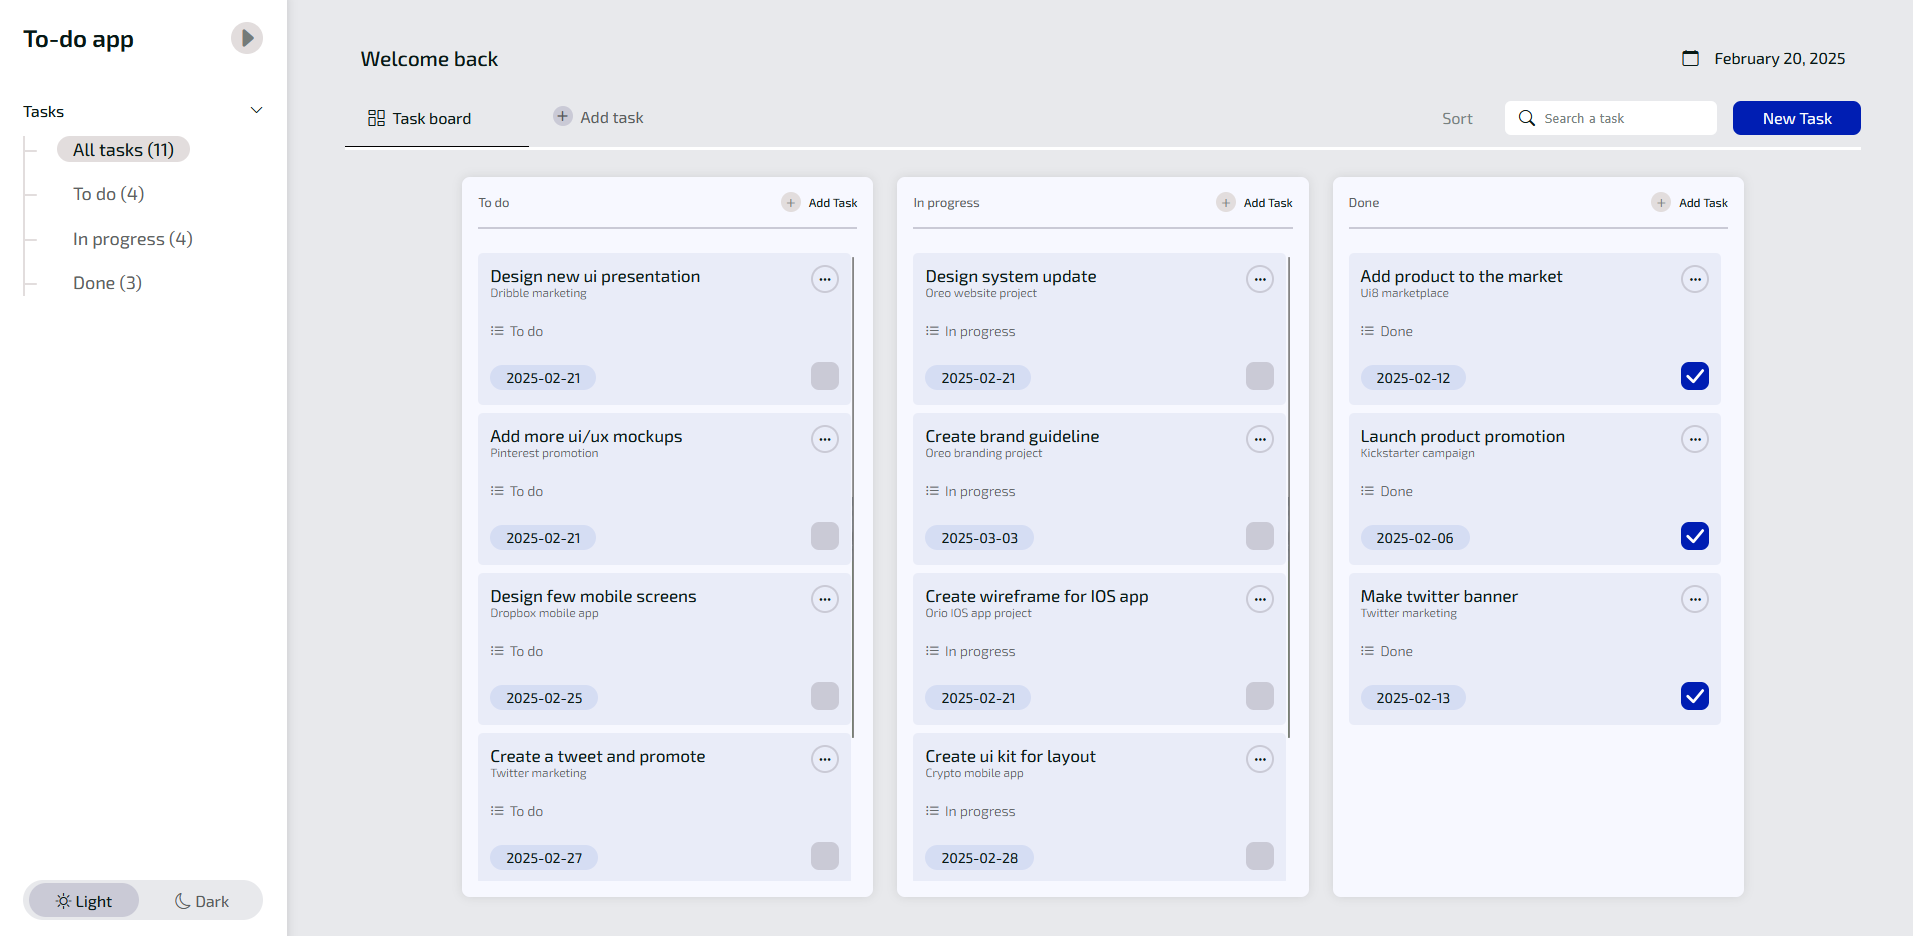 To-do app
Tasks
All tasks (11)
To do (4)
In progress (4)
Done (3)
Light
Dark
Welcome back
February 20, 2025
Task board
Add task
Sort
Search a task
New Task
To do
Add Task
Design new ui presentation
Dribble marketing
To do
2025-02-21
Add more ui/ux mockups
Pinterest promotion
To do
2025-02-21
Design few mobile screens
Dropbox mobile app
To do
2025-02-25
Create a tweet and promote
Twitter marketing
To do
2025-02-27
In progress
Add Task
Design system update
Oreo website project
In progress
2025-02-21
Create brand guideline
Oreo branding project
In progress
2025-03-03
Create wireframe for IOS app
Orio IOS app project
In progress
2025-02-21
Create ui kit for layout
Crypto mobile app
In progress
2025-02-28
Done
Add Task
Add product to the market
Ui8 marketplace
Done
2025-02-12
Launch product promotion
Kickstarter campaign
Done
2025-02-06
Make twitter banner
Twitter marketing
Done
2025-02-13